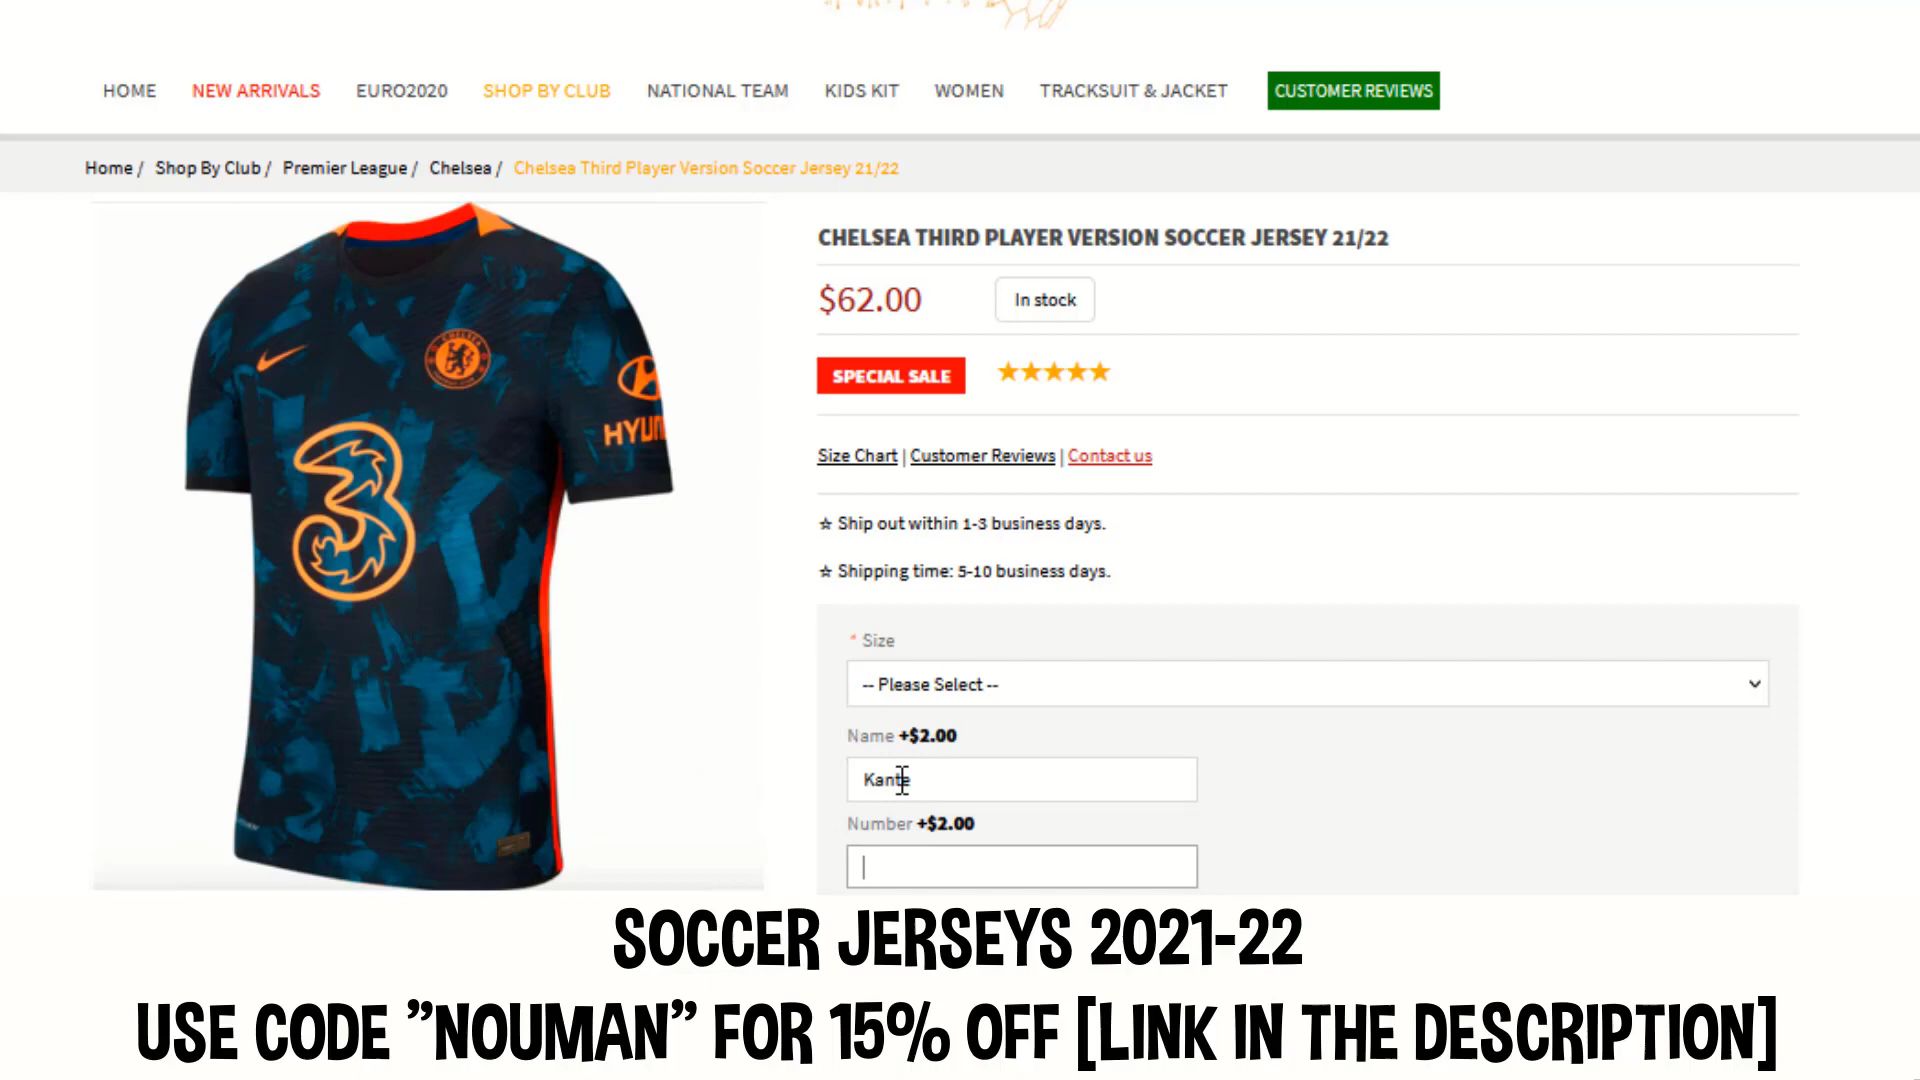 HOME NEW ARRIVALS EURO2020 SHOP BY CLUB NATIONAL TEAM KIDS KIT WOMEN TRACKSUIT & JACKET CUSTOMER REVIEWS
Home / Shop By Club / Premier League / Chelsea / Chelsea Third Player Version Soccer Jersey 21/22
CHELSEA THIRD PLAYER VERSION SOCCER JERSEY 21/22
$62.00 In stock
SPECIAL SALE ★★★★★
Size Chart | Customer Reviews | Contact us
☆ Ship out within 1-3 business days.
☆ Shipping time: 5-10 business days.
* Size
-- Please Select --
Name +$2.00
Kante
Number +$2.00
CHELSEA
3
HYUN
SOCCER JERSEYS 2021-22
USE CODE "NOUMAN" FOR 15% OFF [LINK IN THE DESCRIPTION]